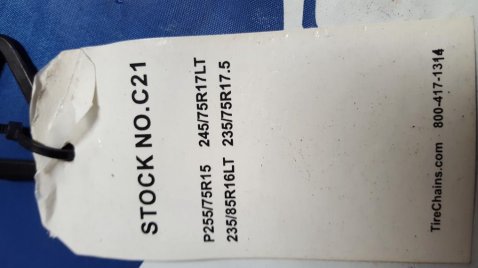 STOCK NO.C21
P255/75R15 245/75R17LT
235/85R16LT 235/75R17.5
TireChains.com 800-417-1314